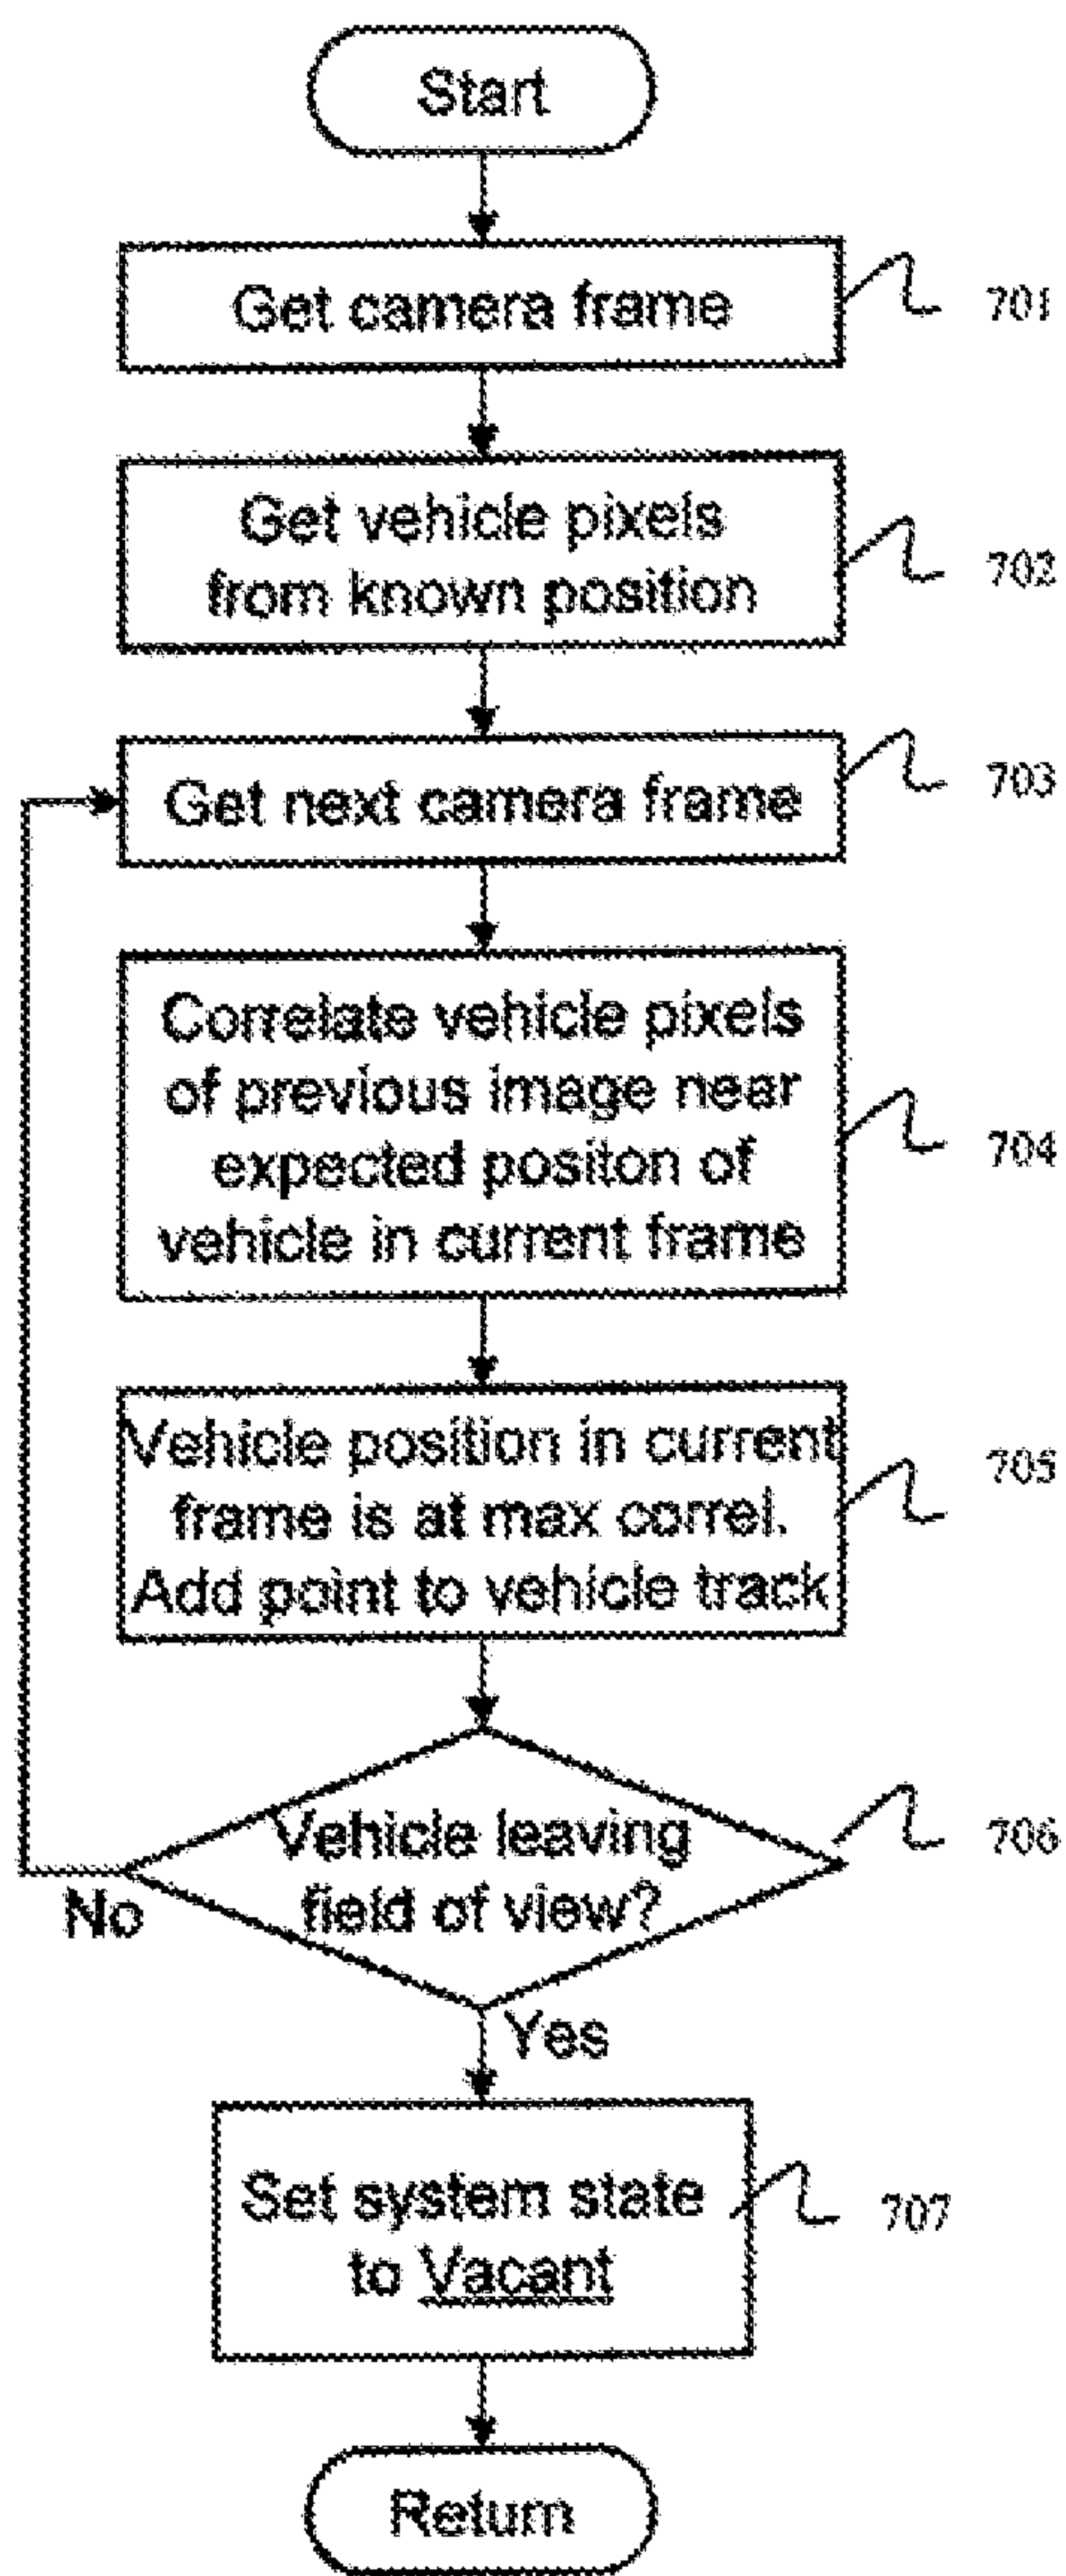 Start
Get camera frame
701
Get vehicle pixels
from known position
702
Get next camera frame
703
Correlate vehicle pixels
of previous image near
expected positon of
vehicle in current frame
704
Vehicle position in current
frame is at max correl.
Add point to vehicle track
705
Vehicle leaving
field of view?
706
No
Yes
Set system state
to Vacant
707
Return